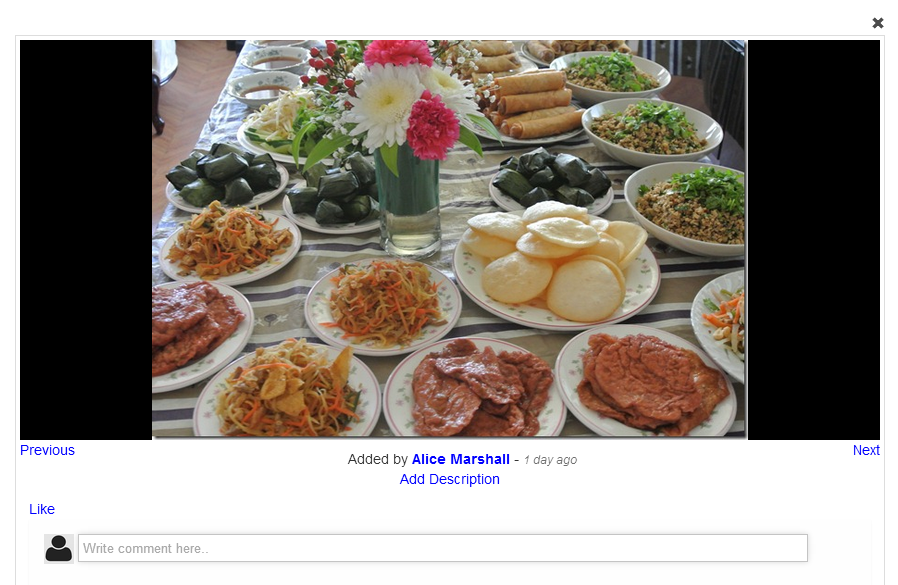 ✖
Previous
Next
Added by Alice Marshall - 1 day ago
Add Description
Like
Write comment here..